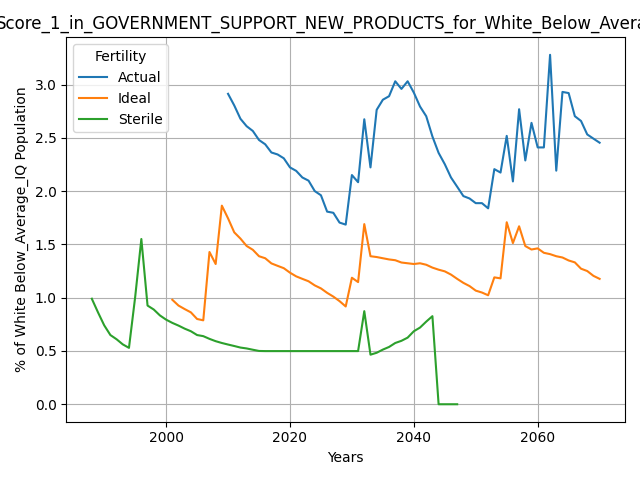 Score_1_in_GOVERNMENT_SUPPORT_NEW_PRODUCTS_for_White_Below_Avera
Fertility
Actual
Ideal
Sterile
% of White Below_Average_IQ Population
3.0
2.5
2.0
1.5
1.0
0.5
0.0
2000 2020 2040 2060
Years